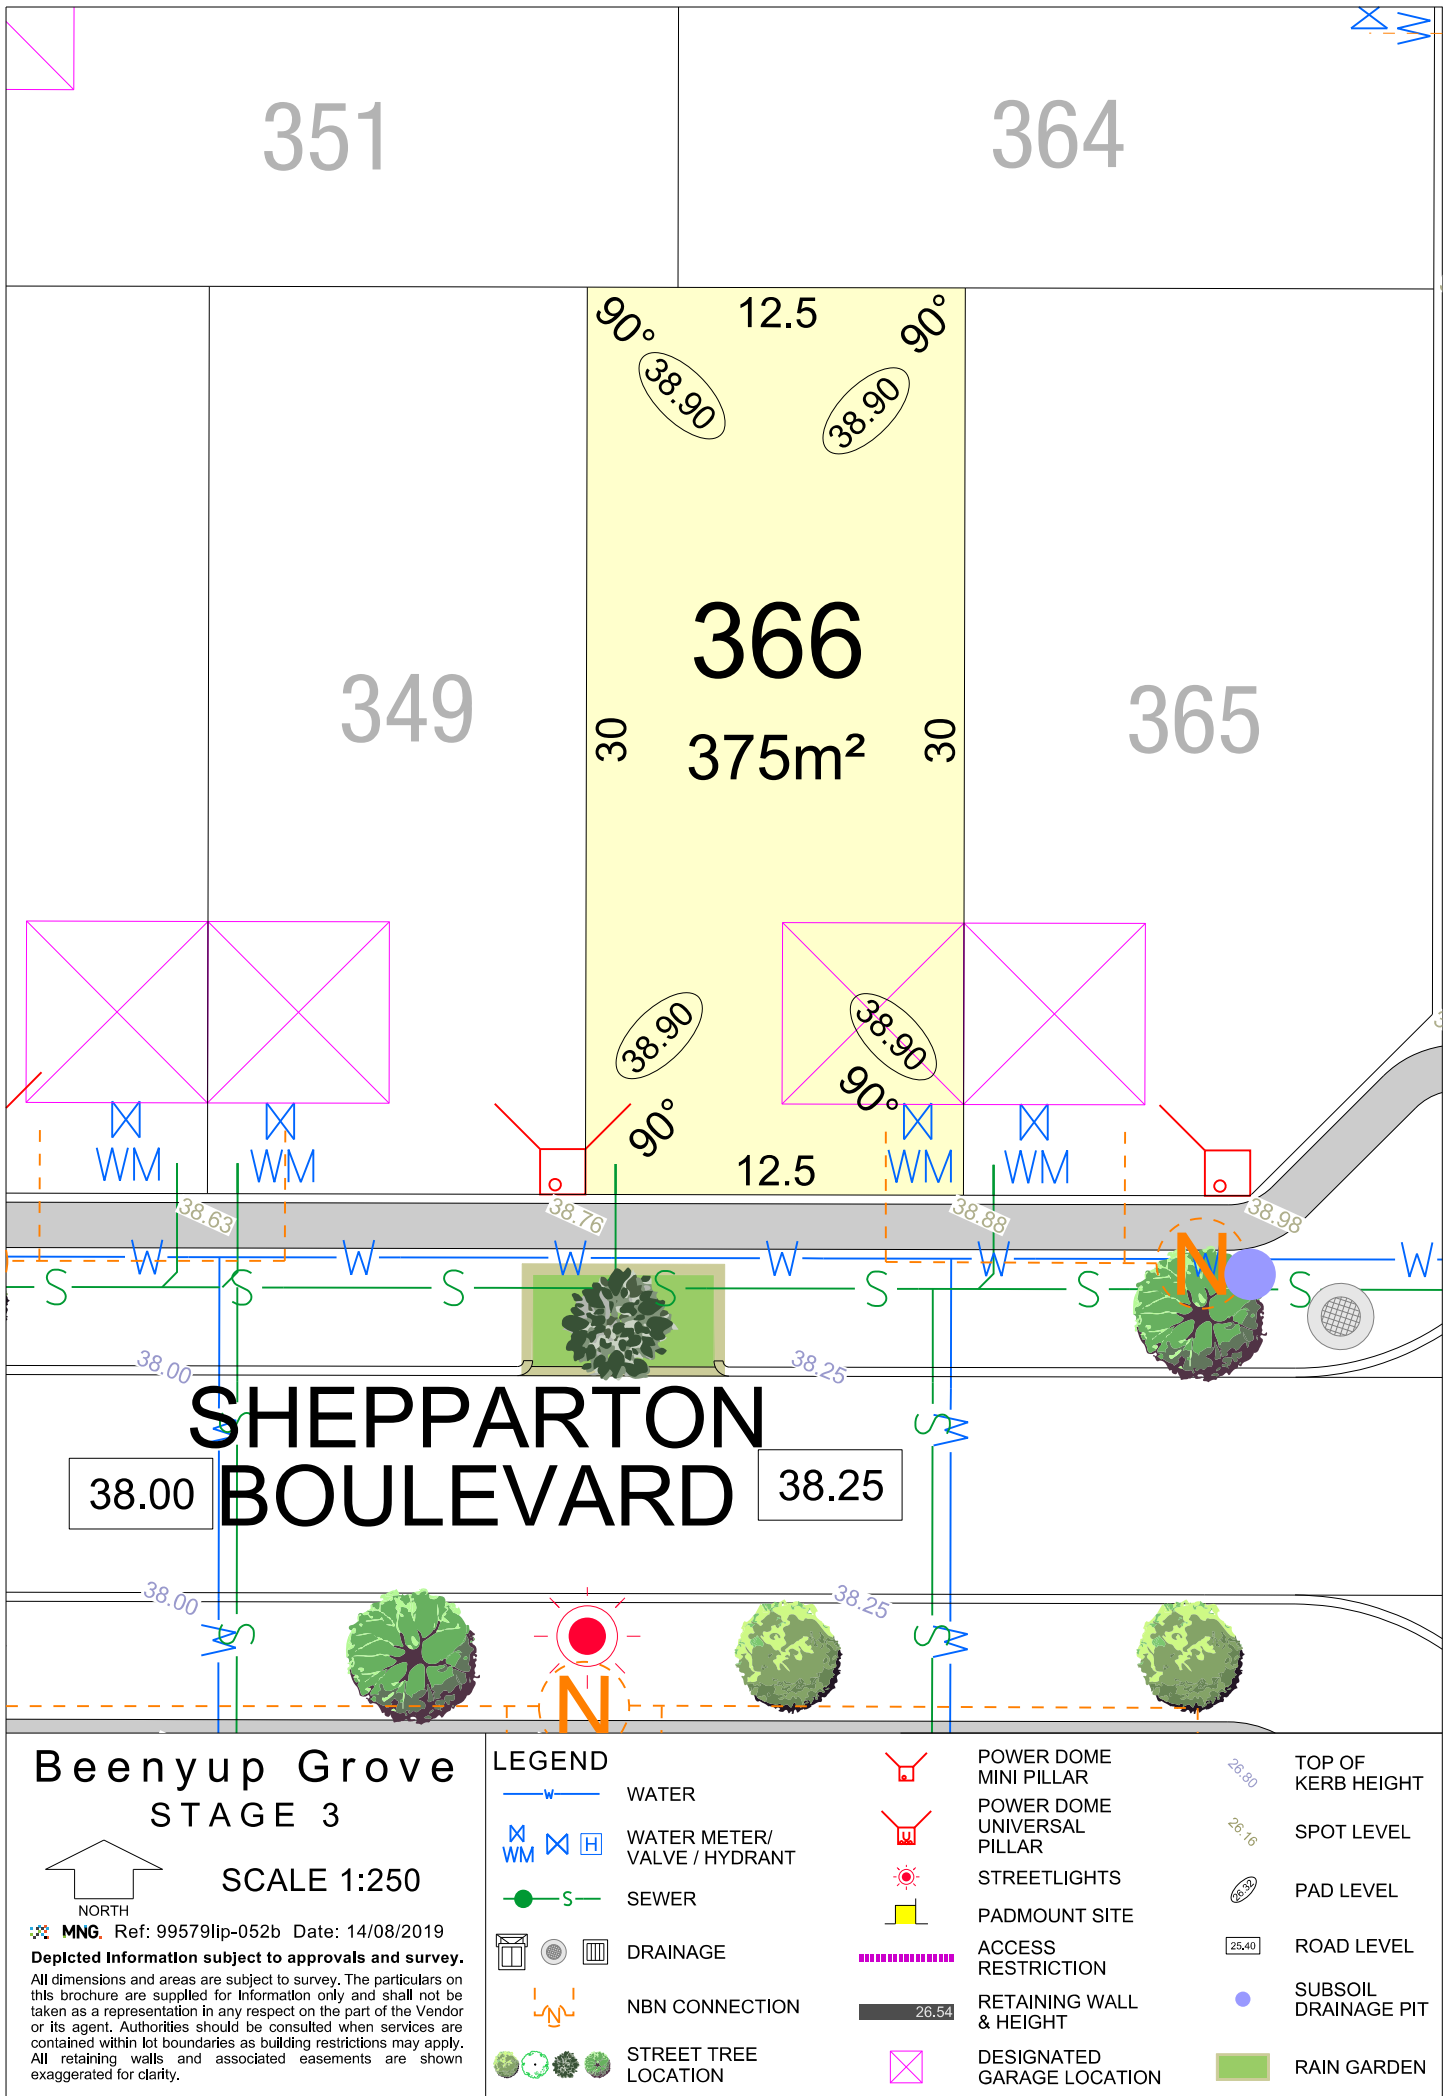 W
351
364
12.5
90°
90°
38.90
38.90
366
349
365
30
375m²
30
38.90
38.90
90°
90°
WM
WM
12.5
WM
WM
38.63
38.76
38.88
38.98
W
W
W
W
W
N
W
W
S
S
S
S
S
S
S
38.00
38.25
SHEPPARTON
S
W
S
W
38.00
BOULEVARD
38.25
38.00
38.25
W
S
S
W
N
Beenyup Grove
STAGE 3
NORTH
SCALE 1:250
MNG. Ref: 99579lip-052b Date: 14/08/2019
Depicted information subject to approvals and survey.
All dimensions and areas are subject to survey. The particulars on
this brochure are supplied for information only and shall not be
taken as a representation in any respect on the part of the Vendor
or its agent. Authorities should be consulted when services are
contained within lot boundaries as building restrictions may apply.
All retaining walls and associated easements are shown
exaggerated for clarity.
LEGEND
W
WATER
WM
H
WATER METER/
VALVE / HYDRANT
S
SEWER
DRAINAGE
N
NBN CONNECTION
STREET TREE
LOCATION
POWER DOME
MINI PILLAR
U
POWER DOME
UNIVERSAL
PILLAR
STREETLIGHTS
PADMOUNT SITE
ACCESS
RESTRICTION
26.54
RETAINING WALL
& HEIGHT
DESIGNATED
GARAGE LOCATION
26.80
TOP OF
KERB HEIGHT
26.16
SPOT LEVEL
26.32
PAD LEVEL
25.40
ROAD LEVEL
SUBSOIL
DRAINAGE PIT
RAIN GARDEN